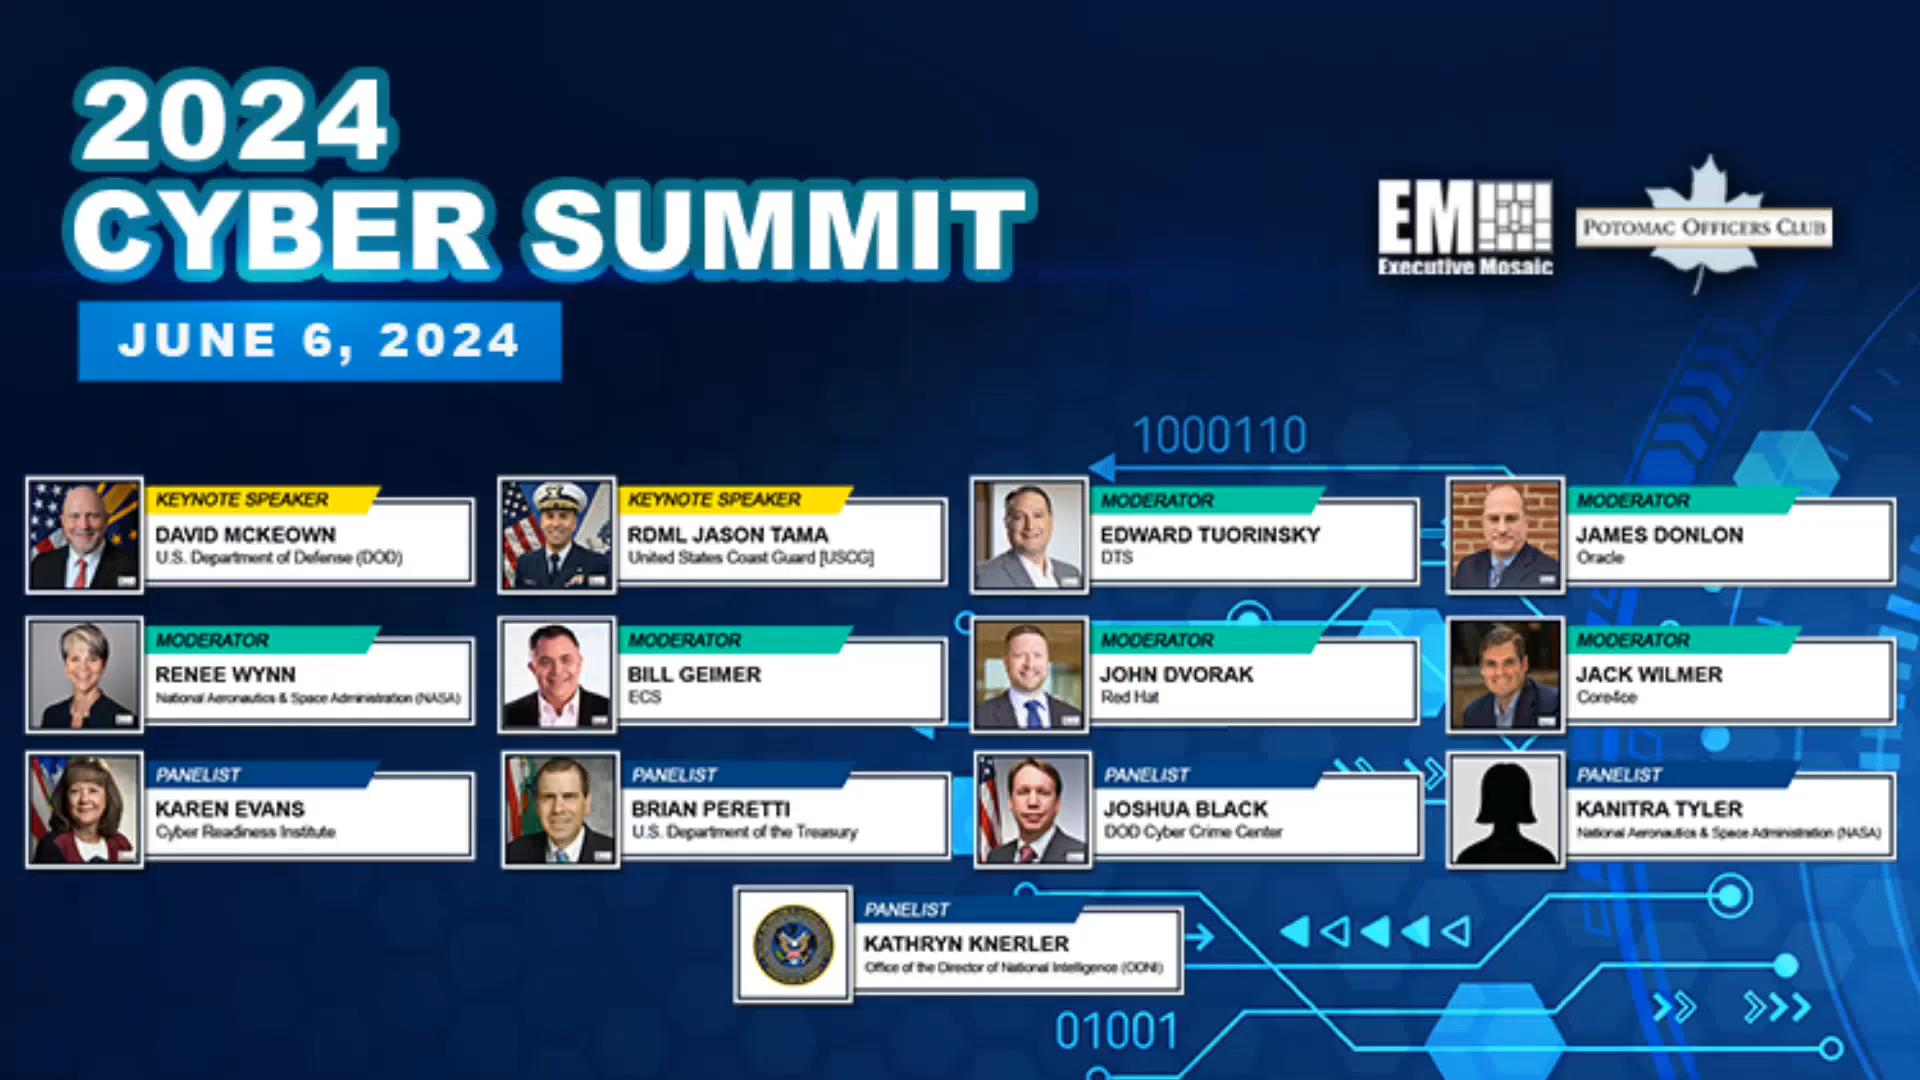 2024
CYBER SUMMIT
JUNE 6, 2024
EM
Executive Mosaic
POTOMAC OFFICERS CLUB
1000110
KEYNOTE SPEAKER
DAVID MCKEOWN
U.S. Department of Defense (DOD)
KEYNOTE SPEAKER
RDML JASON TAMA
United States Coast Guard [USCG]
MODERATOR
EDWARD TUORINSKY
DTS
MODERATOR
JAMES DONLON
Oracle
MODERATOR
RENEE WYNN
National Aeronautics & Space Administration (NASA)
MODERATOR
BILL GEIMER
ECS
MODERATOR
JOHN DVORAK
Red Hat
MODERATOR
JACK WILMER
Core4ce
PANELIST
KAREN EVANS
Cyber Readiness Institute
PANELIST
BRIAN PERETTI
U.S. Department of the Treasury
PANELIST
JOSHUA BLACK
DOD Cyber Crime Center
PANELIST
KANITRA TYLER
National Aeronautics & Space Administration (NASA)
PANELIST
KATHRYN KNERLER
Office of the Director of National Intelligence (ODNI)
01001